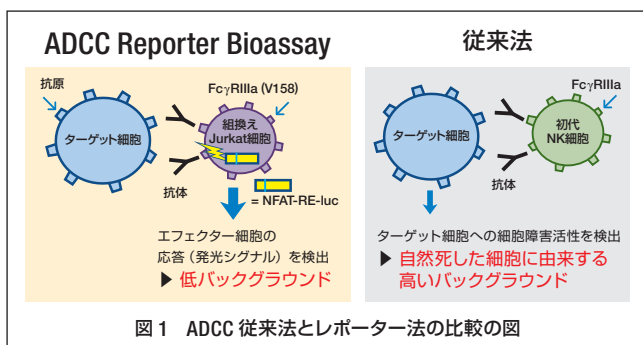 ADCC Reporter Bioassay
抗原
FcγRIIIa (V158)
ターゲット細胞
組換え
Jurkat細胞
抗体
= NFAT-RE-luc
エフェクター細胞の
応答（発光シグナル）を検出
▶ 低バックグラウンド
従来法
FcγRIIIa
ターゲット細胞
初代
NK細胞
抗体
ターゲット細胞への細胞障害活性を検出
▶ 自然死した細胞に由来する
高いバックグラウンド
図1 ADCC 従来法とレポーター法の比較の図